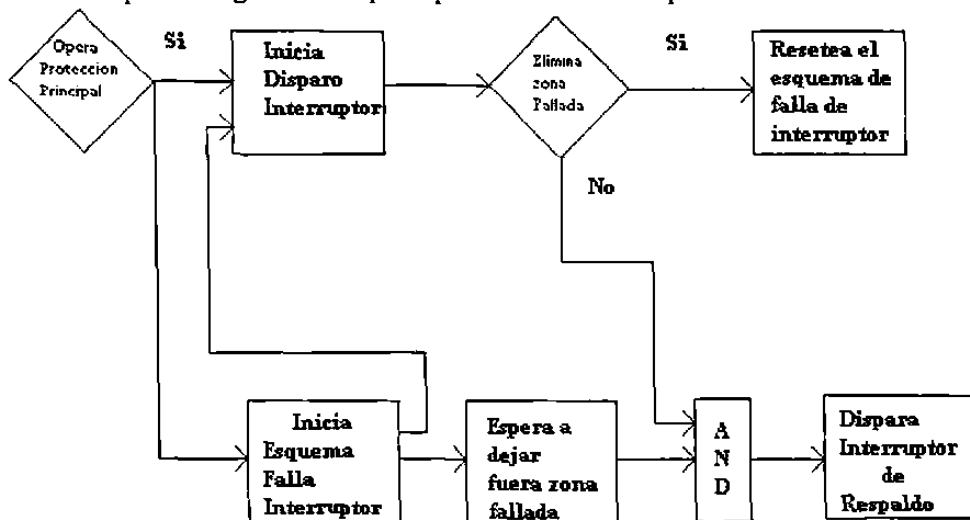 Opera
Proteccion
Principal
Si
Inicia
Disparo
Interruptor
Elimina
zona
Fallada
Si
Resetea el
esquema de
falla de
interruptor
No
Inicia
Esquema
Falla
Interruptor
Espera a
dejar
fuera zona
fallada
A
N
D
Dispara
Interruptor
de
Respaldo